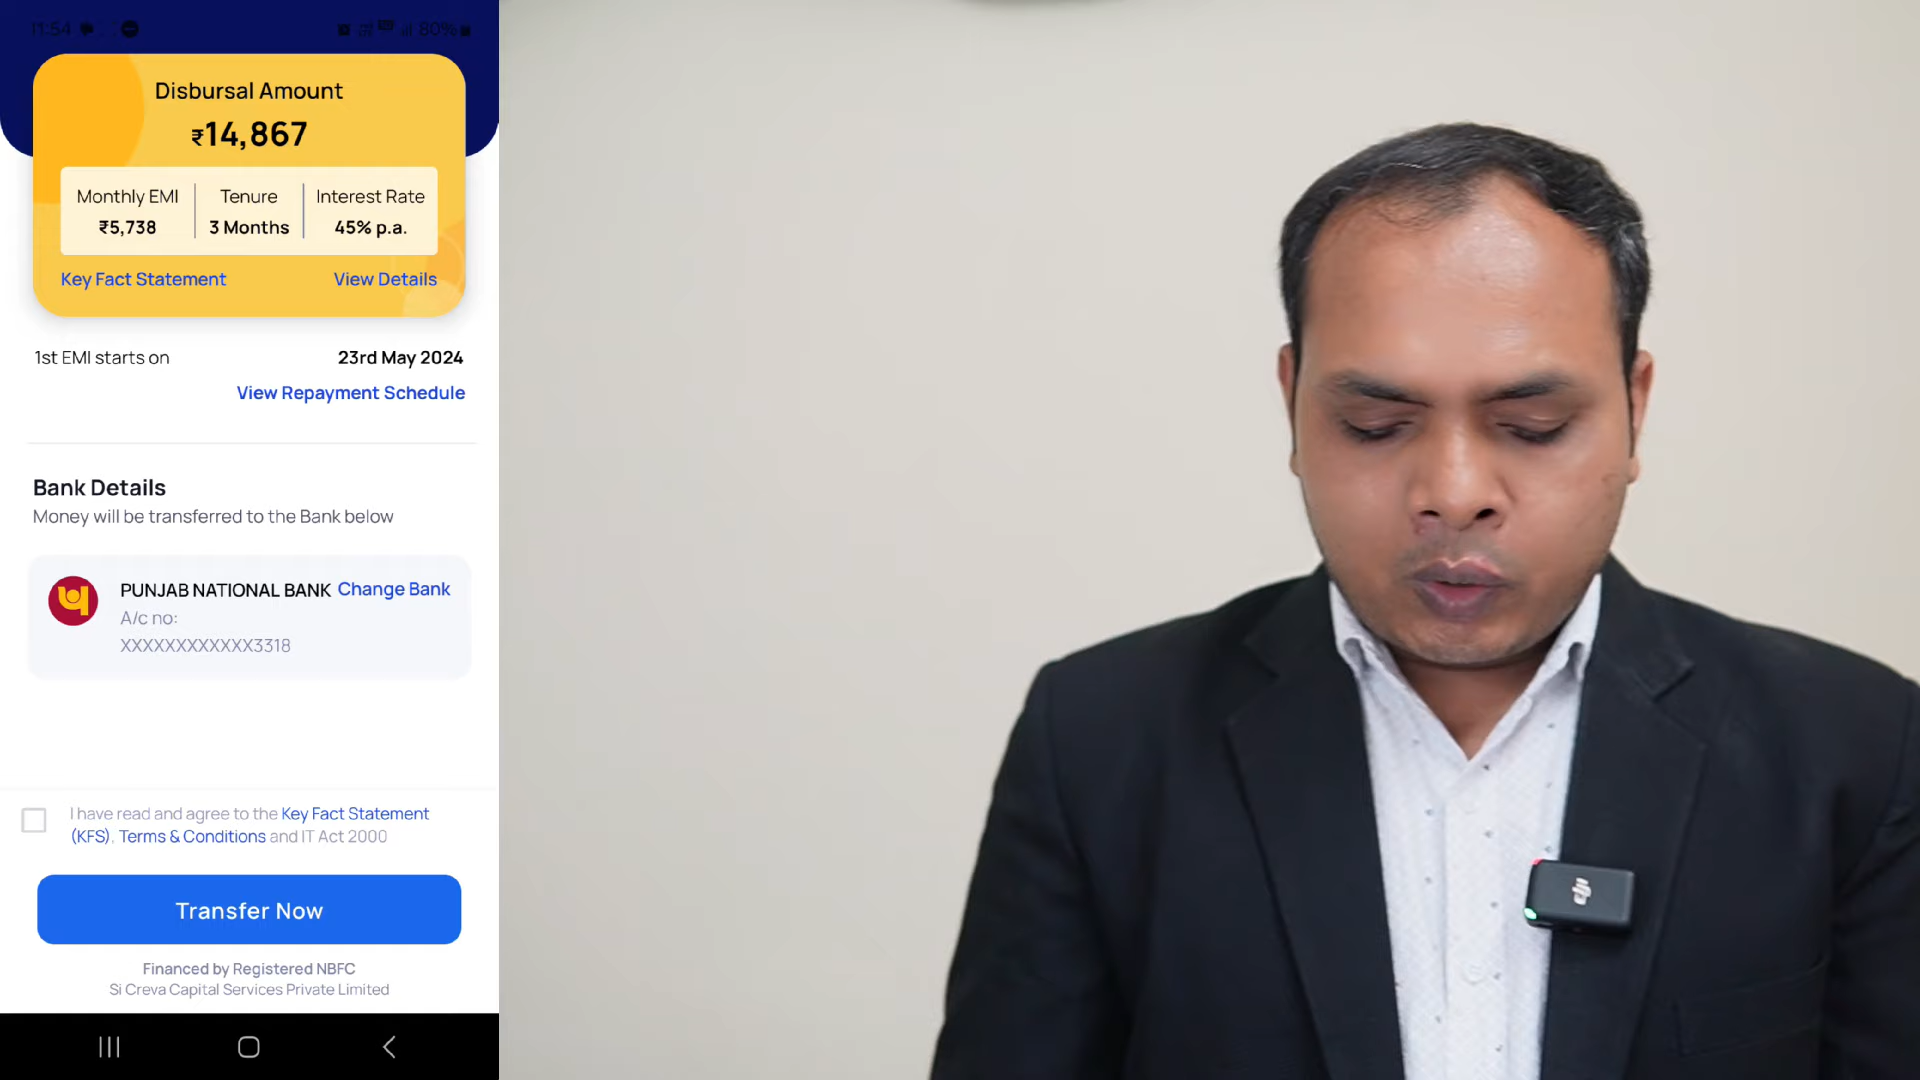 11:54
80%
Disbursal Amount
₹14,867
Monthly EMI
₹5,738
Tenure
3 Months
Interest Rate
45% p.a.
Key Fact Statement
View Details
1st EMI starts on
23rd May 2024
View Repayment Schedule
Bank Details
Money will be transferred to the Bank below
PUNJAB NATIONAL BANK
Change Bank
A/c no:
XXXXXXXXXXXX3318
I have read and agree to the Key Fact Statement
(KFS), Terms & Conditions and IT Act 2000
Transfer Now
Financed by Registered NBFC
Si Creva Capital Services Private Limited